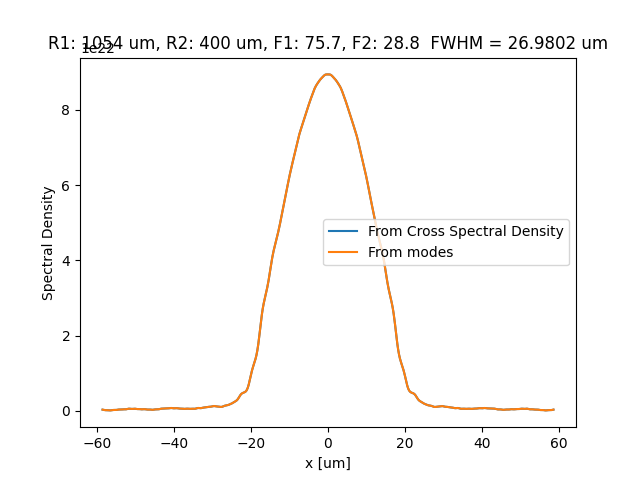 R1: 1054 um, R2: 400 um, F1: 75.7, F2: 28.8  FWHM = 26.9802 um
1e22
8
6
4
2
0
Spectral Density
From Cross Spectral Density
From modes
−60 −40 −20 0 20 40 60
x [um]